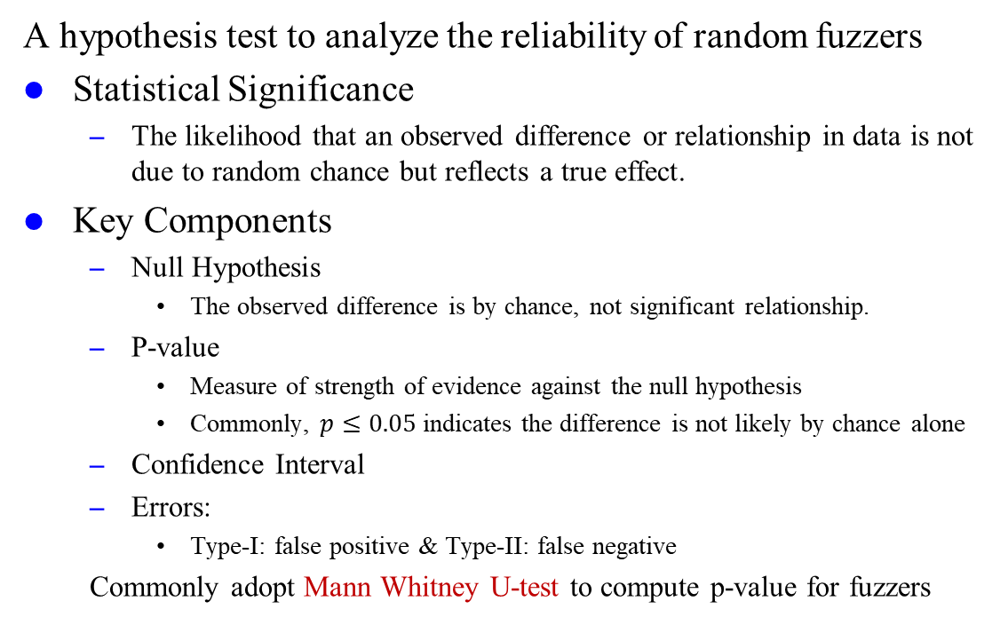 A hypothesis test to analyze the reliability of random fuzzers
● Statistical Significance
– The likelihood that an observed difference or relationship in data is not
due to random chance but reflects a true effect.
● Key Components
– Null Hypothesis
• The observed difference is by chance, not significant relationship.
– P-value
• Measure of strength of evidence against the null hypothesis
• Commonly, 𝑝 ≤ 0.05 indicates the difference is not likely by chance alone
– Confidence Interval
– Errors:
• Type-I: false positive & Type-II: false negative
Commonly adopt Mann Whitney U-test to compute p-value for fuzzers